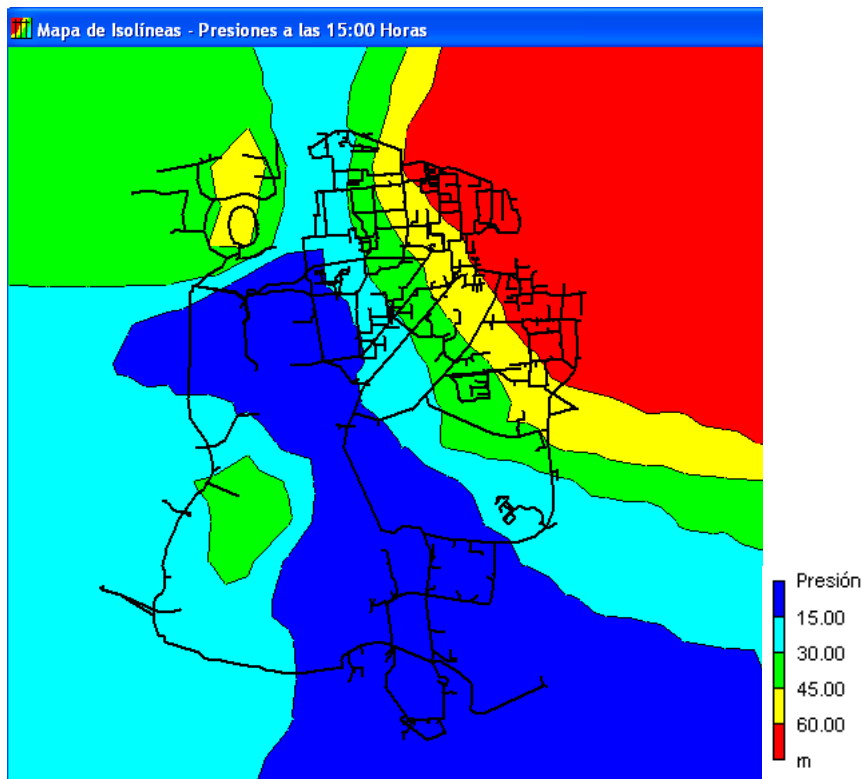 Mapa de Isolíneas - Presiones a las 15:00 Horas
Presión
15.00
30.00
45.00
60.00
m